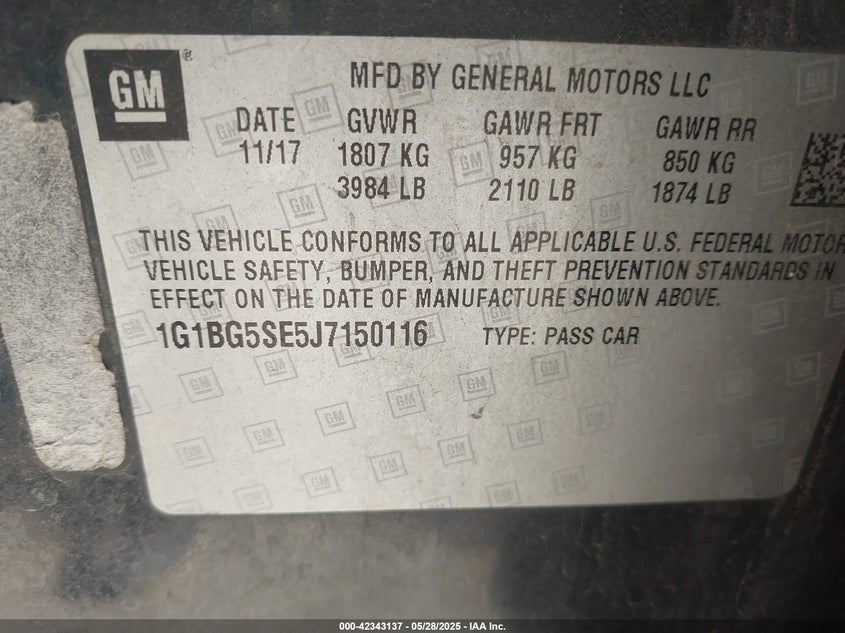 GM
MFD BY GENERAL MOTORS LLC
DATE GVWR GAWR FRT GAWR RR
11/17 1807 KG 957 KG 850 KG
3984 LB 2110 LB 1874 LB
THIS VEHICLE CONFORMS TO ALL APPLICABLE U.S. FEDERAL MOTOR
VEHICLE SAFETY, BUMPER, AND THEFT PREVENTION STANDARDS IN
EFFECT ON THE DATE OF MANUFACTURE SHOWN ABOVE.
1G1BG5SE5J7150116 TYPE: PASS CAR
000-42343137 - 05/28/2025 - IAA Inc.